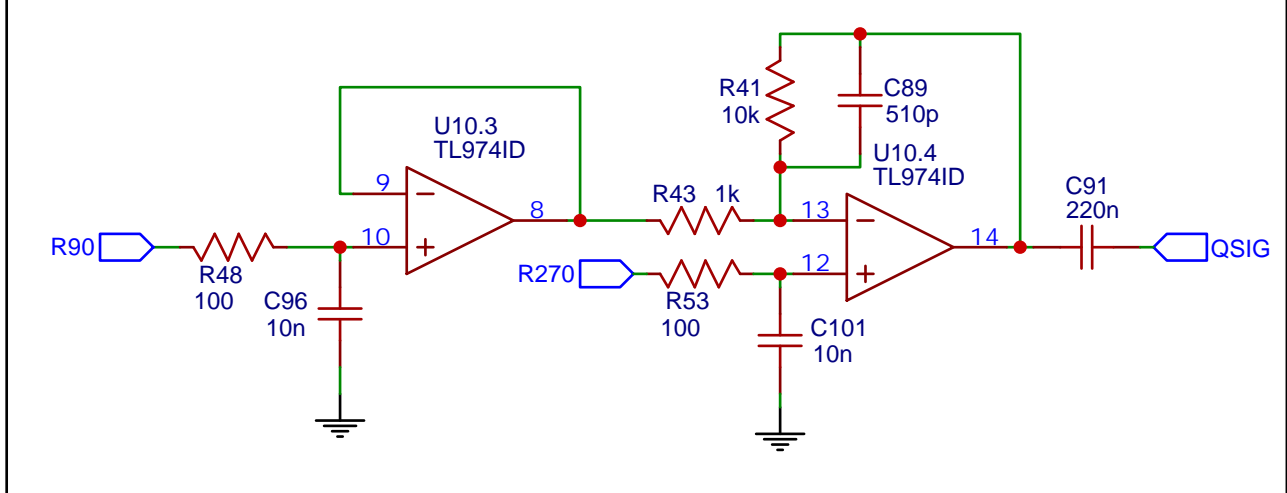 R41
10k
C89
510p
U10.3
TL974ID
U10.4
TL974ID
9
8
10
R43 1k
13
14
12
C91
220n
R90
R48
100
C96
10n
R270
R53
100
C101
10n
QSIG